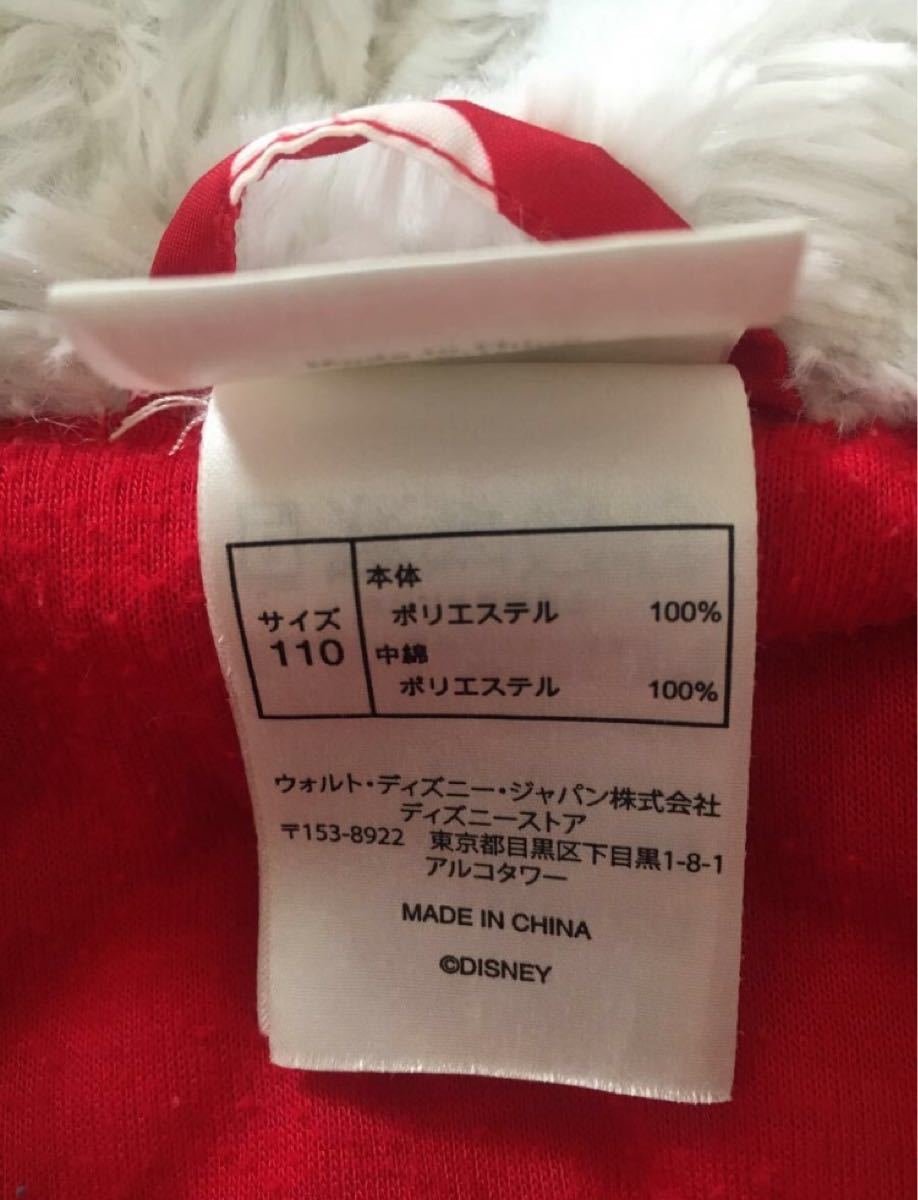 サイズ
110
本体
ポリエステル 100%
中綿
ポリエステル 100%
ウォルト・ディズニー・ジャパン株式会社
ディズニーストア
〒153-8922 東京都目黒区下目黒1-8-1
アルコタワー
MADE IN CHINA
©DISNEY